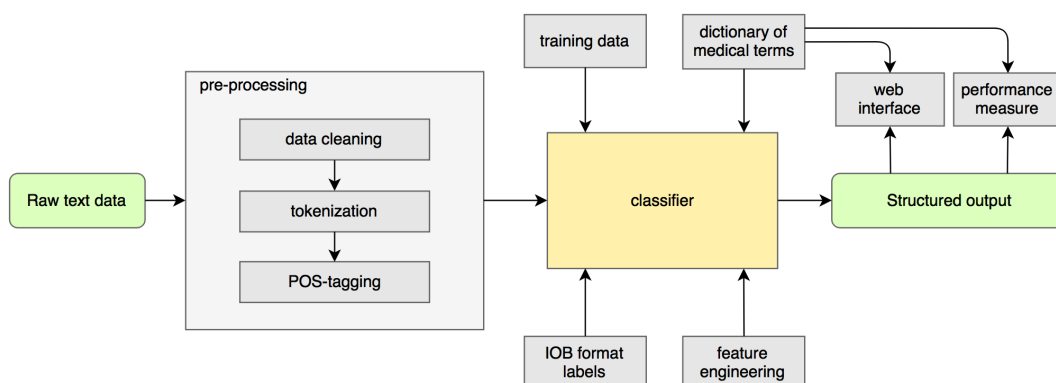 training data
dictionary of
medical terms
pre-processing
web
interface
performance
measure
data cleaning
Raw text data
tokenization
classifier
Structured output
POS-tagging
IOB format
labels
feature
engineering